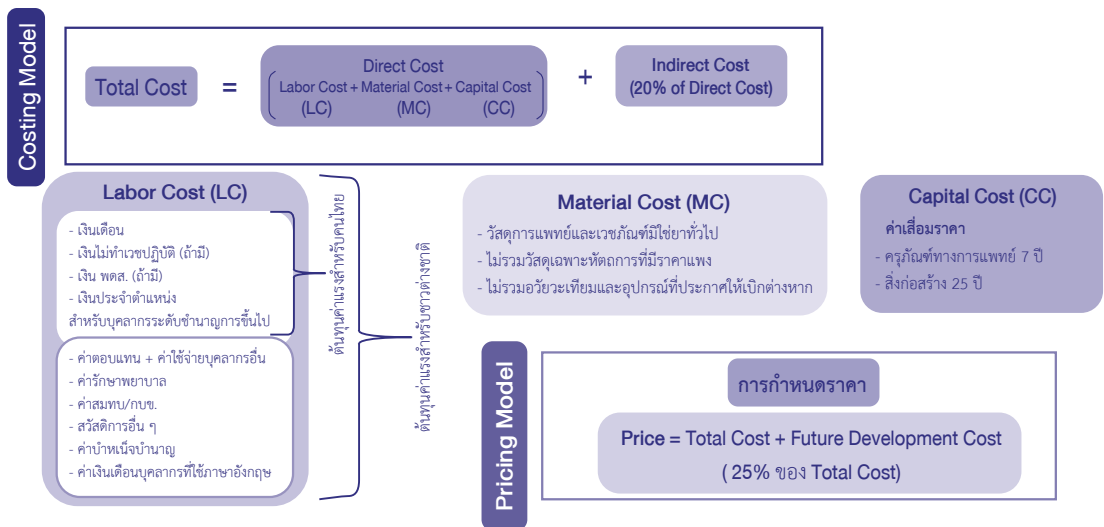 Costing Model
Total Cost
=
Direct Cost
(Labor Cost + Material Cost + Capital Cost)
(LC) (MC) (CC)
+
Indirect Cost
(20% of Direct Cost)
Labor Cost (LC)
- เงินเดือน
- เงินไม่ทำเวชปฏิบัติ (ถ้ามี)
- เงิน พตส. (ถ้ามี)
- เงินประจำตำแหน่ง
สำหรับบุคลากรระดับชำนาญการขึ้นไป
- ค่าตอบแทน + ค่าใช้จ่ายบุคลากรอื่น
- ค่ารักษาพยาบาล
- ค่าสมทบ/กบข.
- สวัสดิการอื่น ๆ
- ค่าบำเหน็จบำนาญ
- ค่าเงินเดือนบุคลากรที่ใช้ภาษาอังกฤษ
ต้นทุนค่าแรงสำหรับคนไทย
ต้นทุนค่าแรงสำหรับชาวต่างชาติ
Material Cost (MC)
- วัสดุการแพทย์และเวชภัณฑ์มิใช่ยาทั่วไป
- ไม่รวมวัสดุเฉพาะหัตถการที่มีราคาแพง
- ไม่รวมอวัยวะเทียมและอุปกรณ์ที่ประกาศให้เบิกต่างหาก
Capital Cost (CC)
ค่าเสื่อมราคา
- ครุภัณฑ์ทางการแพทย์ 7 ปี
- สิ่งก่อสร้าง 25 ปี
Pricing Model
การกำหนดราคา
Price = Total Cost + Future Development Cost
( 25% ของ Total Cost)